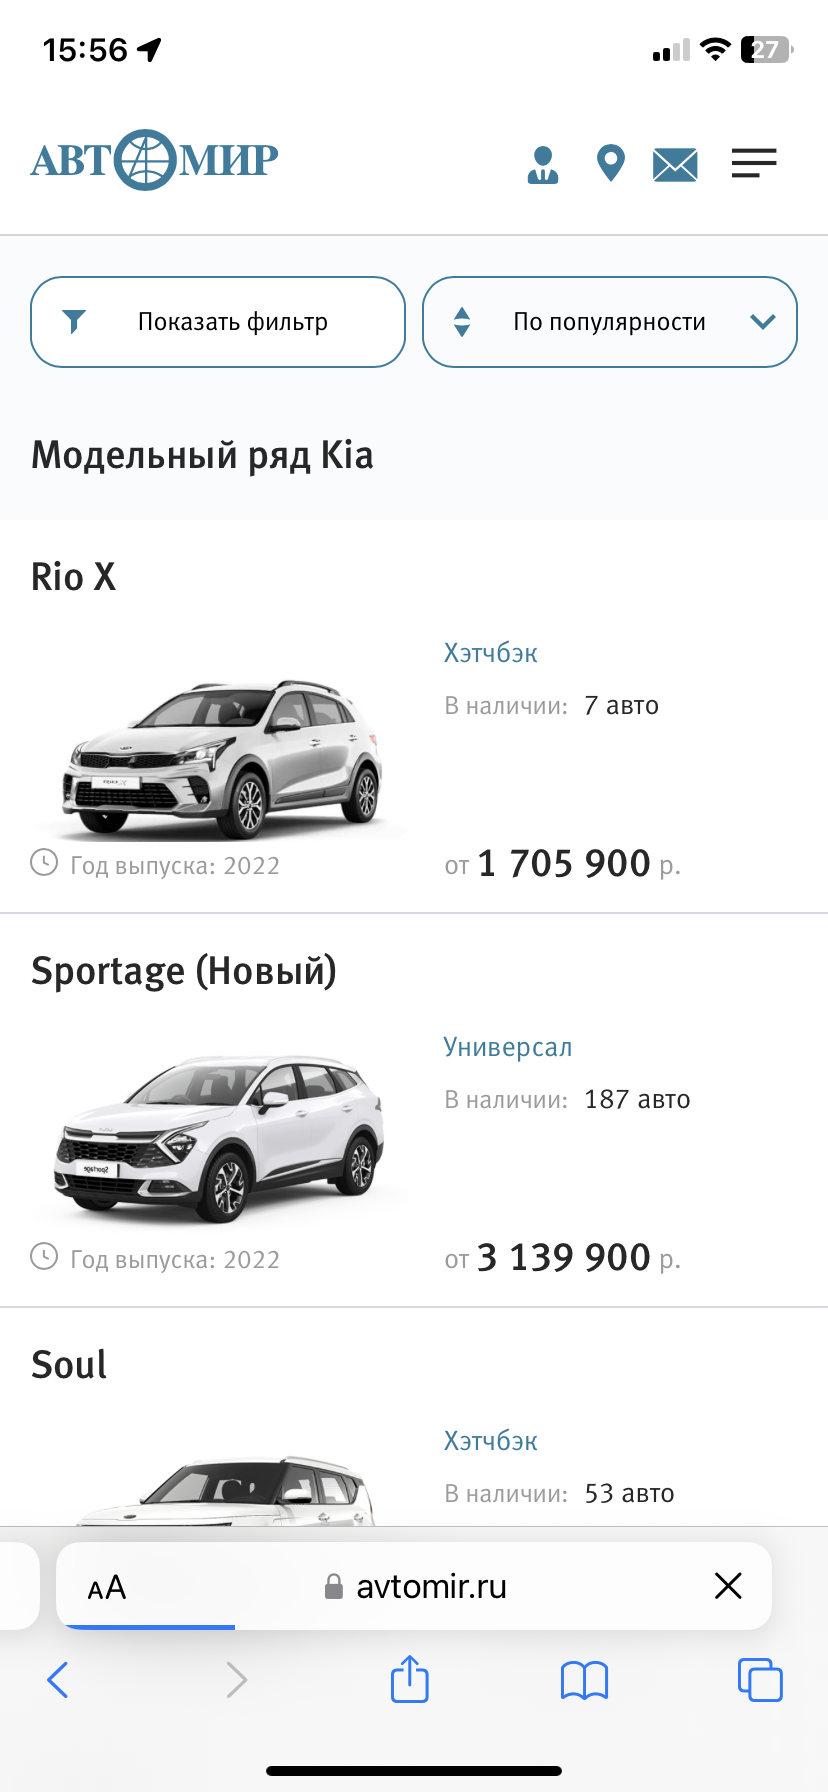 15:56
27
АВТОМИР
Показать фильтр
По популярности
Модельный ряд Kia
Rio X
Хэтчбэк
В наличии: 7 авто
Год выпуска: 2022
от 1 705 900 р.
Sportage (Новый)
Универсал
В наличии: 187 авто
Sportage
Год выпуска: 2022
от 3 139 900 р.
Soul
Хэтчбэк
В наличии: 53 авто
AA
avtomir.ru